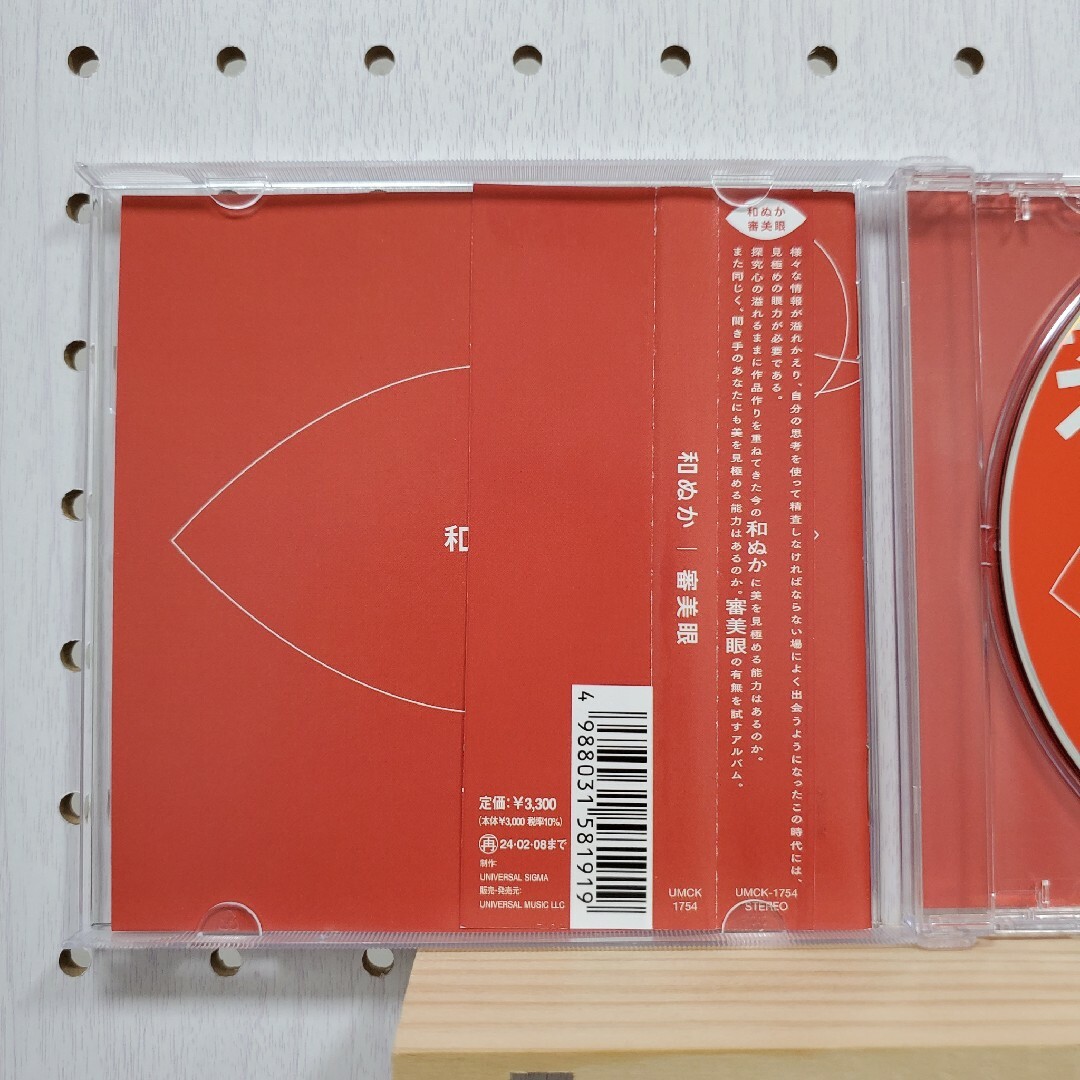 和ぬか
審美眼
様々な情報が溢れかえり、自分の思考を使って精査しなければならない場によく出会うようになったこの時代には、
見極めの眼力が必要である。
探究心の溢れるままに作品作りを重ねてきた今の和ぬかに美を見極める能力はあるのか。
また同じく、聞き手のあなたにも美を見極める能力はあるのか。審美眼の有無を試すアルバム。
UMCK-1754
STEREO
和ぬか｜審美眼
UMCK
1754
4 988031 581919
定価:¥3,300
(本体¥3,000 税率10%)
再 24・02・08まで
制作:
UNIVERSAL SIGMA
販売・発売元:
UNIVERSAL MUSIC LLC
和